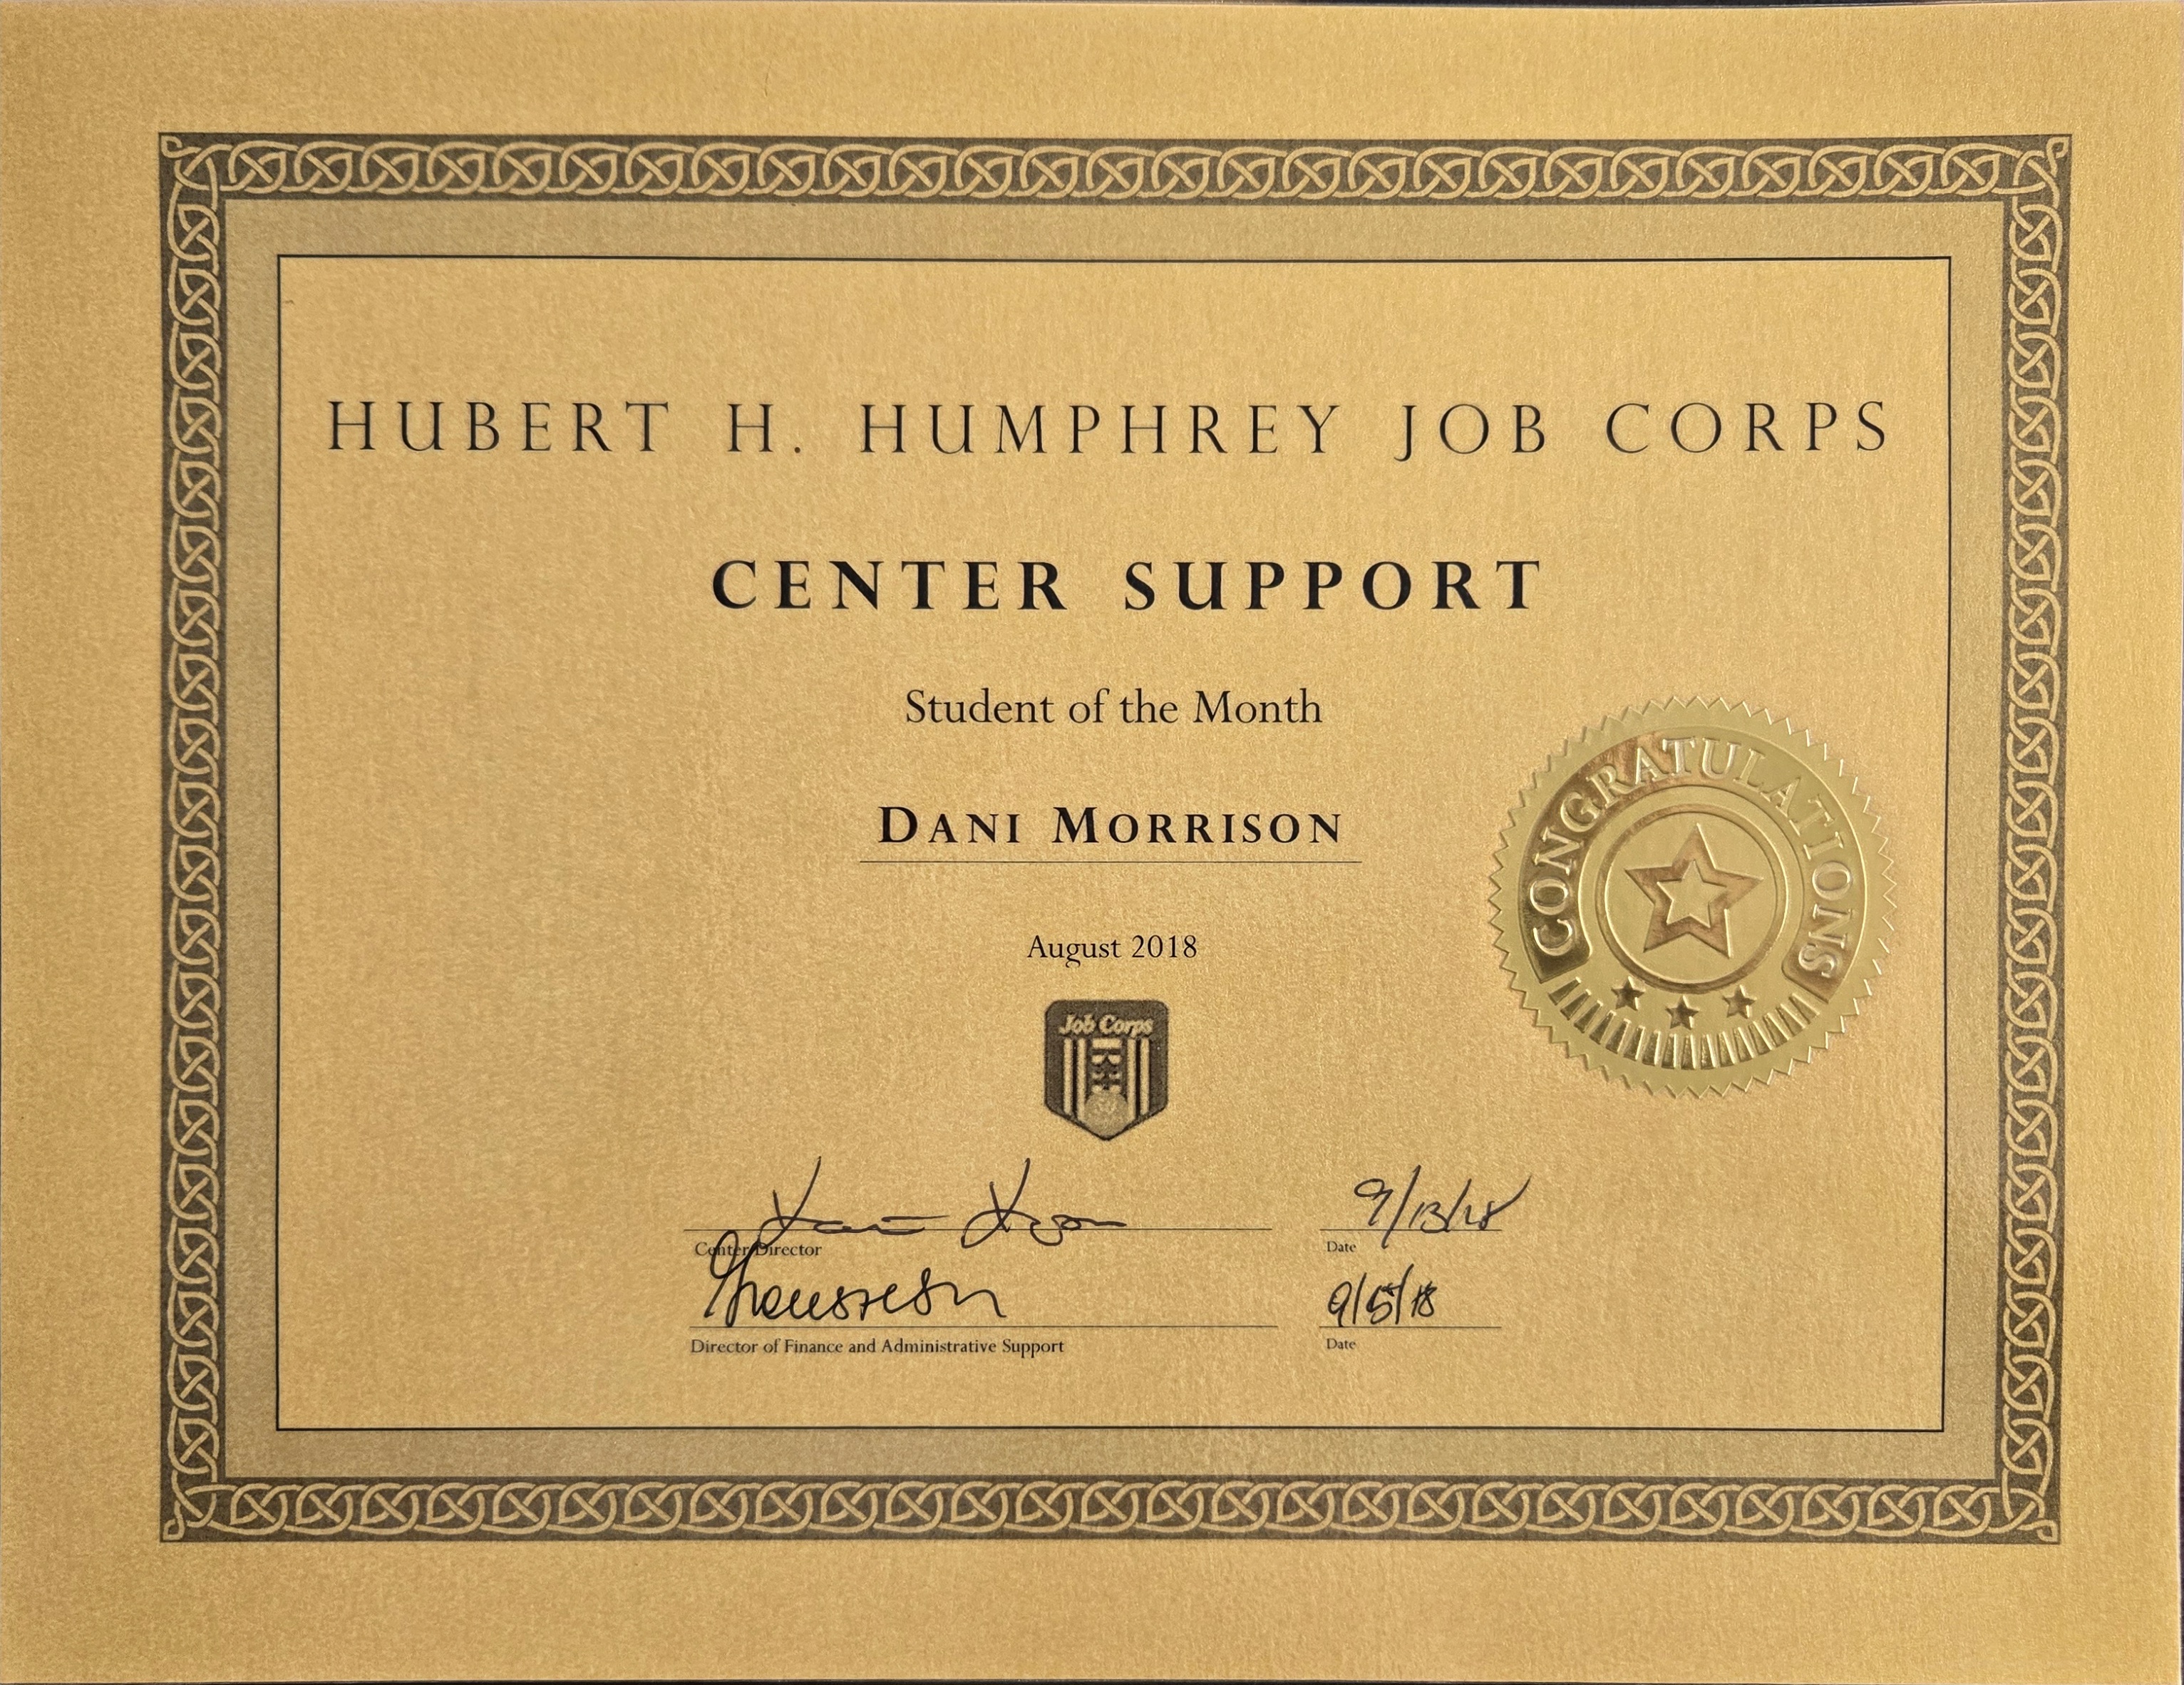 HUBERT H. HUMPHREY JOB CORPS
CENTER SUPPORT
Student of the Month
DANI MORRISON
August 2018
CONGRATULATIONS
Job Corps
9/13/18
Center Director
Date
9/5/18
Director of Finance and Administrative Support
Date